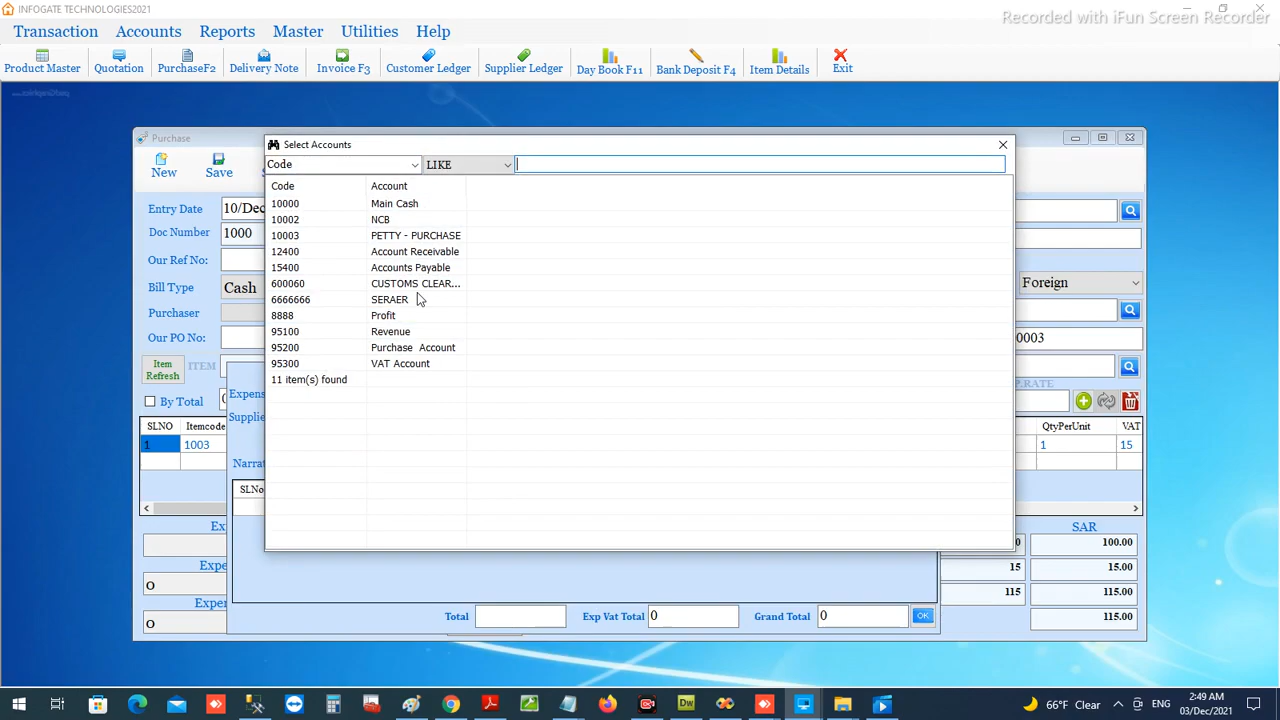 INFOGATE TECHNOLOGIES2021
Recorded with iFun Screen Recorder
Transaction Accounts Reports Master Utilities Help
Product Master Quotation PurchaseF2 Delivery Note Invoice F3 Customer Ledger Supplier Ledger Day Book F11 Bank Deposit F4 Item Details Exit
Purchase
New Save
Select Accounts
Code LIKE
Code Account
10000 Main Cash
10002 NCB
10003 PETTY - PURCHASE
12400 Account Receivable
15400 Accounts Payable
600060 CUSTOMS CLEAR...
6666666 SERAER
8888 Profit
95100 Revenue
95200 Purchase Account
95300 VAT Account
11 item(s) found
Entry Date 10/Dec
Doc Number 1000
Our Ref No:
Bill Type Cash Foreign
Purchaser
Our PO No: 0003
Item Refresh ITEM
P.RATE
By Total
Expens
Supplie
Narrat
SLNO Itemcode QtyPerUnit VAT
1 1003 1 15
SLNo
Ex SAR
100.00
Expe 15 15.00
0 115 115.00
Exper
0 115.00
Total Exp Vat Total 0 Grand Total 0 OK
66°F Clear ENG 2:49 AM
03/Dec/2021